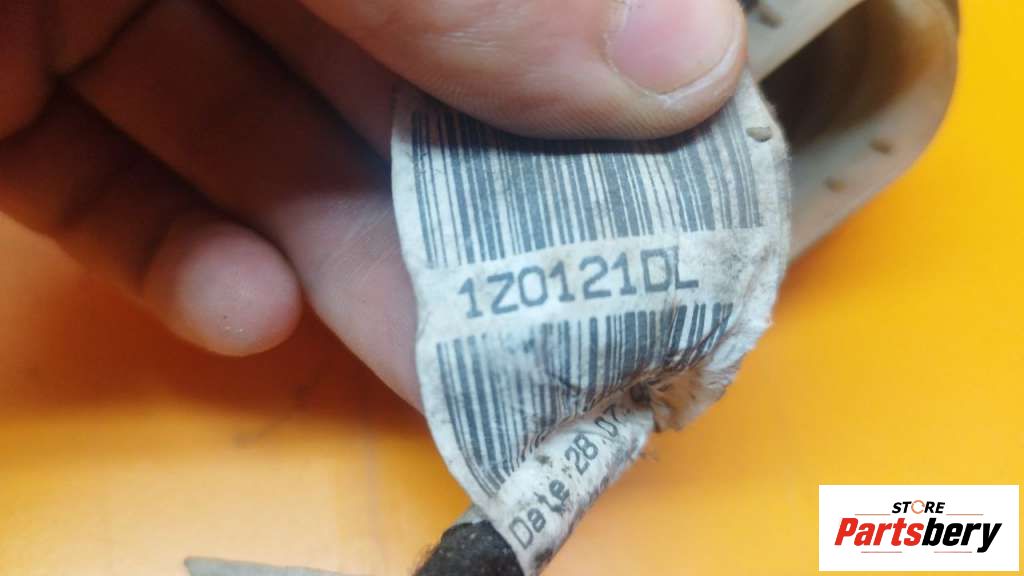 1Z0121DL
Date 28.07
STORE
Partsbery